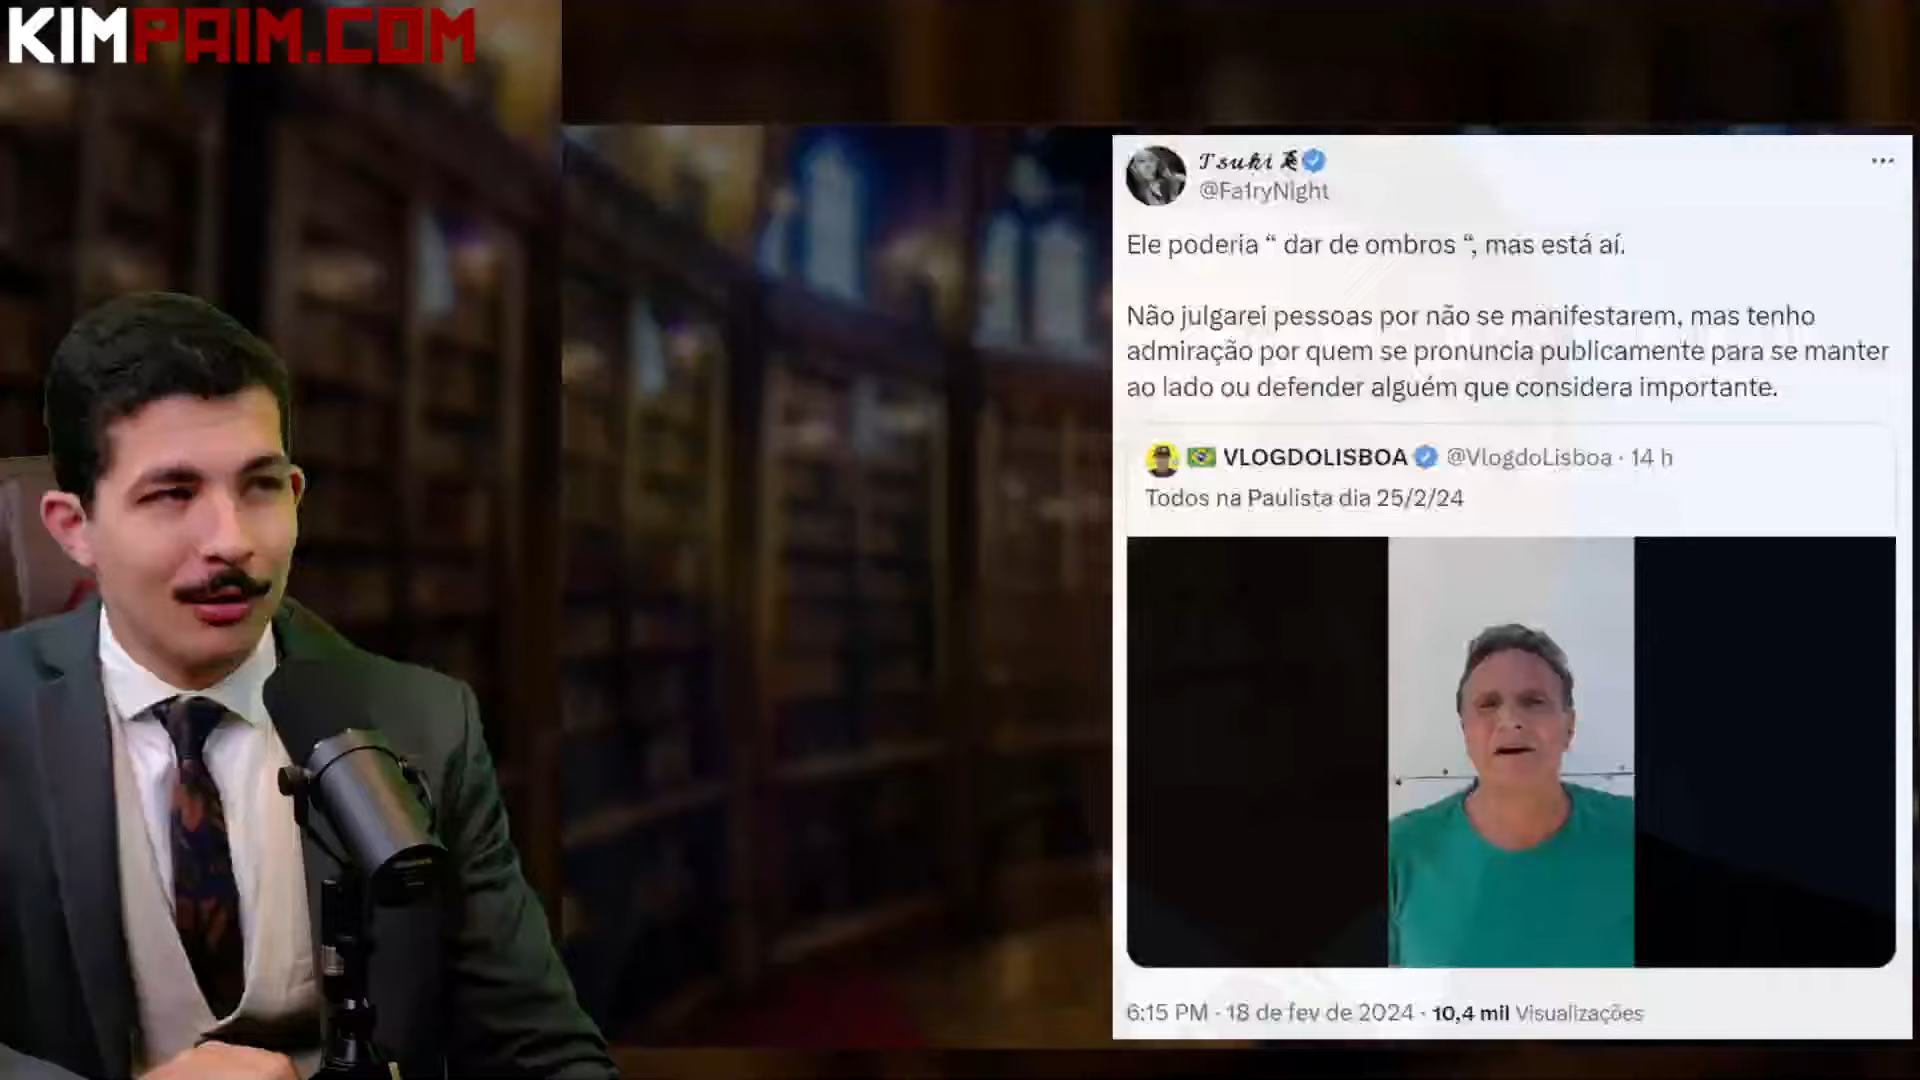 KIMPAIM.COM
Tsuki
@Fa1ryNight
Ele poderia “ dar de ombros “, mas está aí.
Não julgarei pessoas por não se manifestarem, mas tenho
admiração por quem se pronuncia publicamente para se manter
ao lado ou defender alguém que considera importante.
VLOGDOLISBOA @VlogdoLisboa · 14 h
Todos na Paulista dia 25/2/24
6:15 PM · 18 de fev de 2024 · 10,4 mil Visualizações